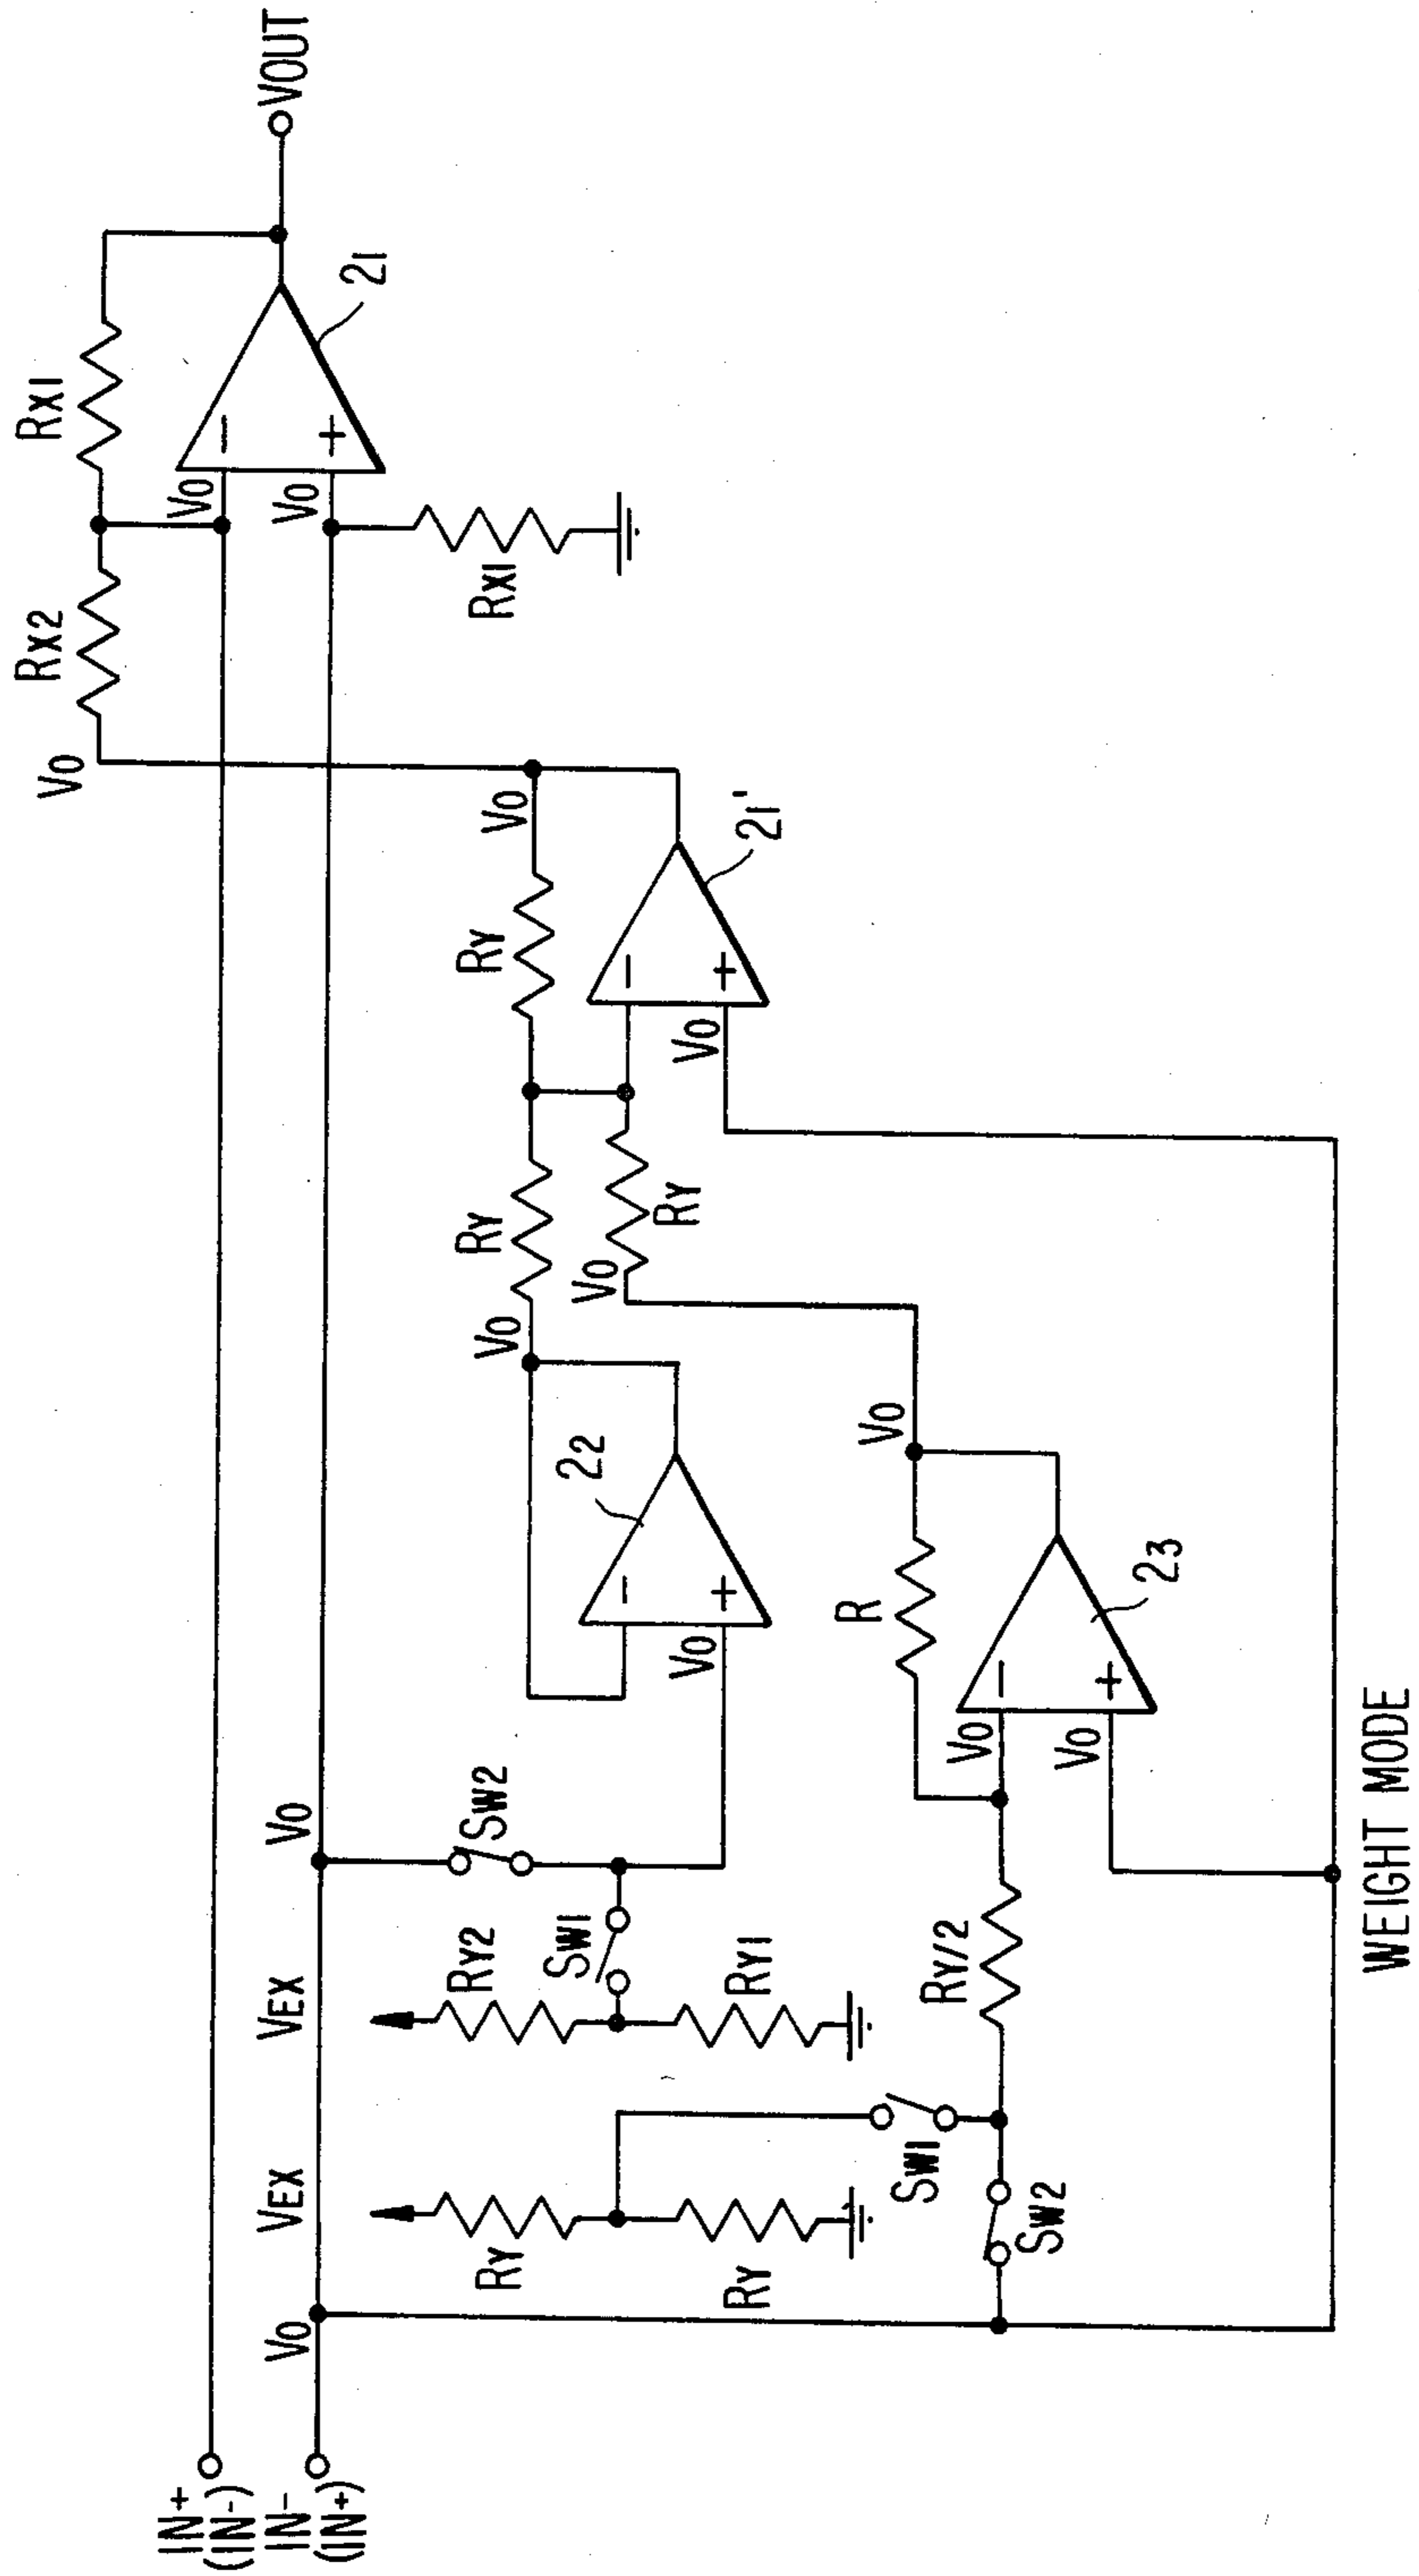 IN+
(IN-)
IN-
(IN+)
V0
VEX
VEX
V0
RY
RY
RY2
RY1
SW1
SW2
SW1
SW2
RY/2
V0
V0
V0
R
22
23
V0
V0
V0
RY
RY
RY
V0
V0
21'
V0
RX2
RX1
V0
V0
RX1
21
VOUT
WEIGHT MODE